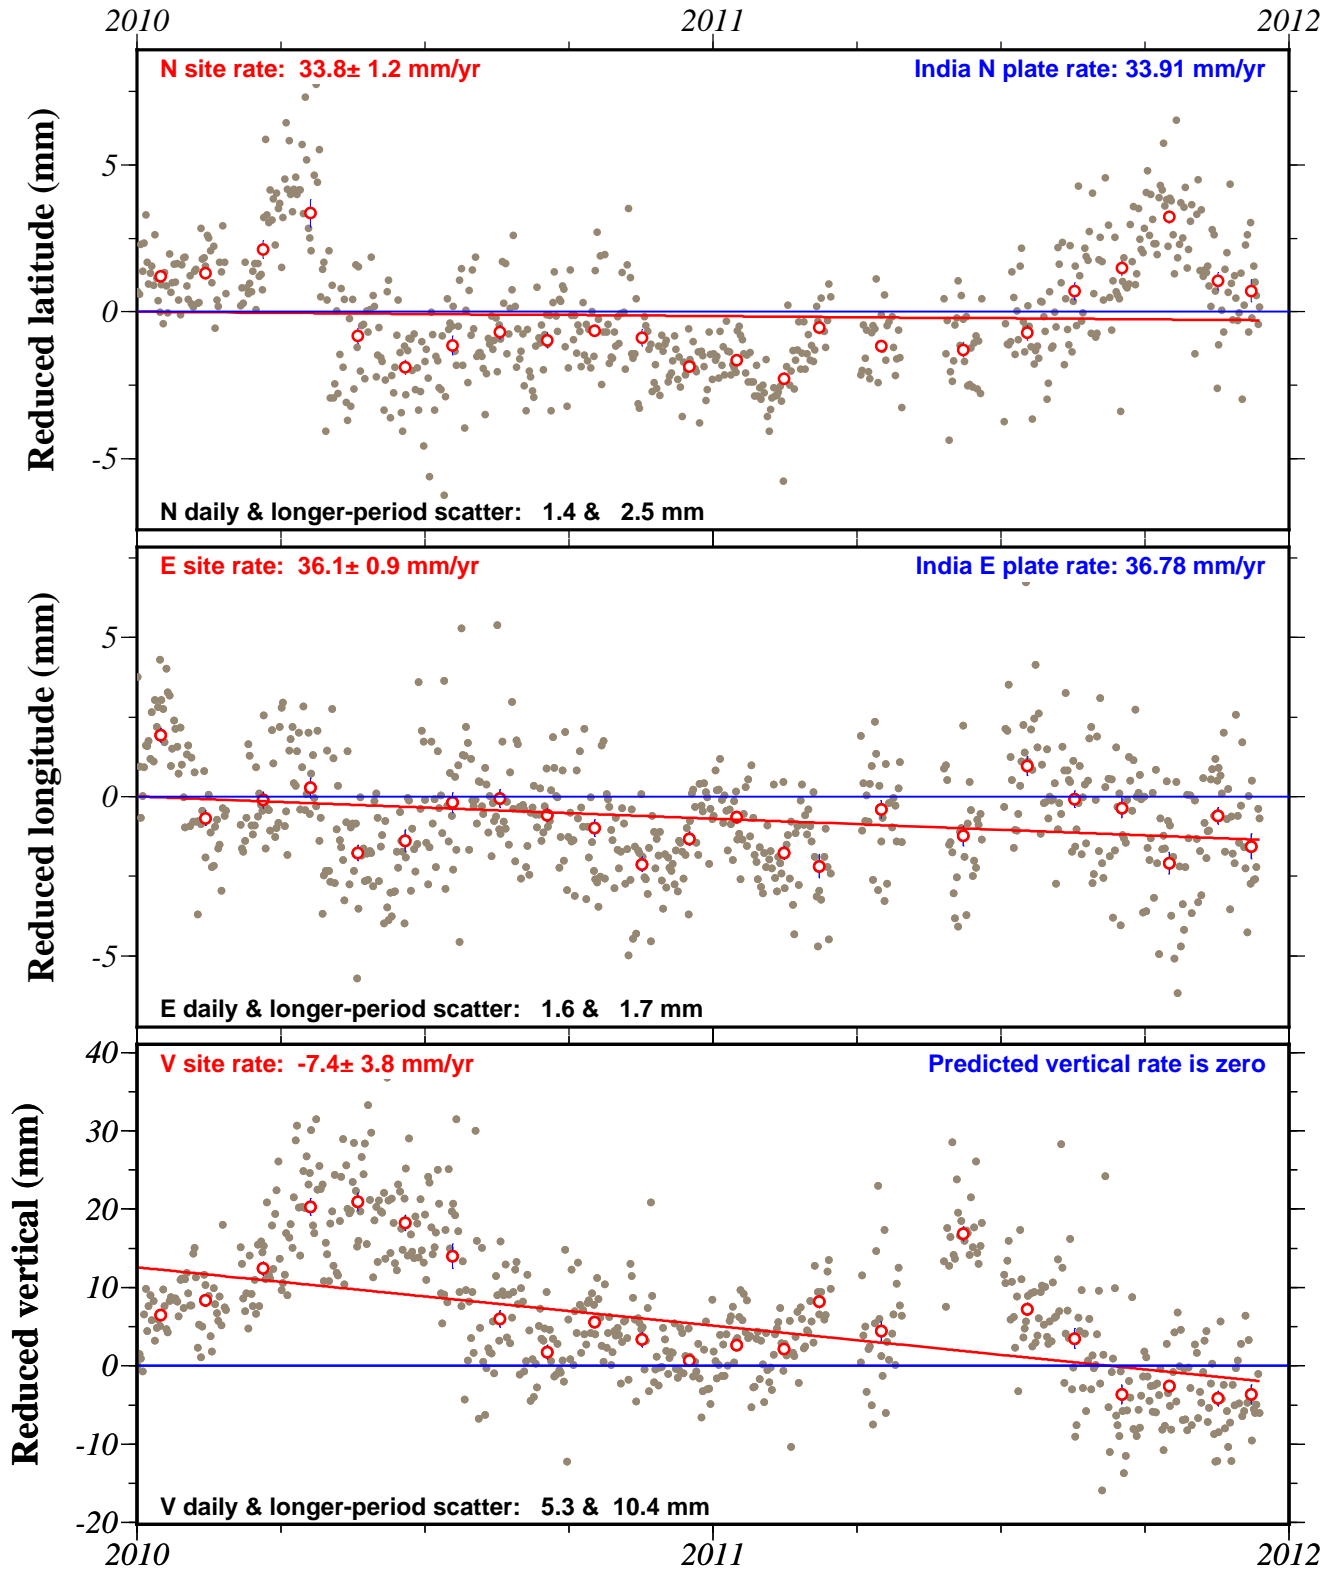 2010 2011 2012
N site rate: 33.8± 1.2 mm/yr
India N plate rate: 33.91 mm/yr
Reduced latitude (mm)
5
0
-5
N daily & longer-period scatter: 1.4 & 2.5 mm
E site rate: 36.1± 0.9 mm/yr
India E plate rate: 36.78 mm/yr
Reduced longitude (mm)
5
0
-5
E daily & longer-period scatter: 1.6 & 1.7 mm
V site rate: -7.4± 3.8 mm/yr
Predicted vertical rate is zero
Reduced vertical (mm)
40
30
20
10
0
-10
-20
V daily & longer-period scatter: 5.3 & 10.4 mm
2010 2011 2012